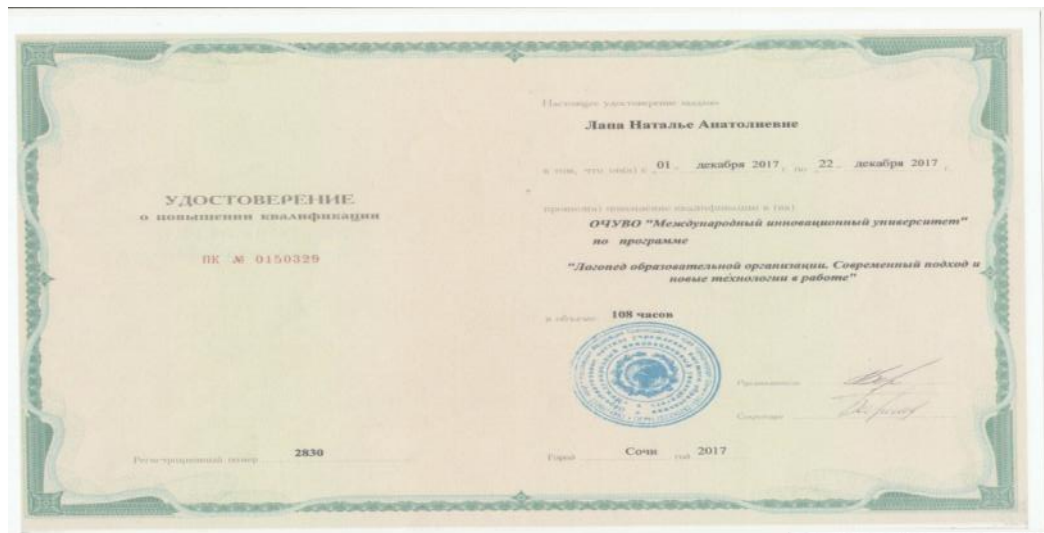 УДОСТОВЕРЕНИЕ
о повышении квалификации
ПК № 0150329
Регистрационный номер 2830
Настоящее удостоверение выдано
Лапа Наталье Анатолиевне
в том, что он(а) с 01 декабря 2017 г. по 22 декабря 2017 г.
прошел(а) повышение квалификации в (на)
ОЧУВО "Международный инновационный университет"
по программе
"Логопед образовательной организации. Современный подход и
новые технологии в работе"
в объеме 108 часов
Секретарь
Город Сочи год 2017